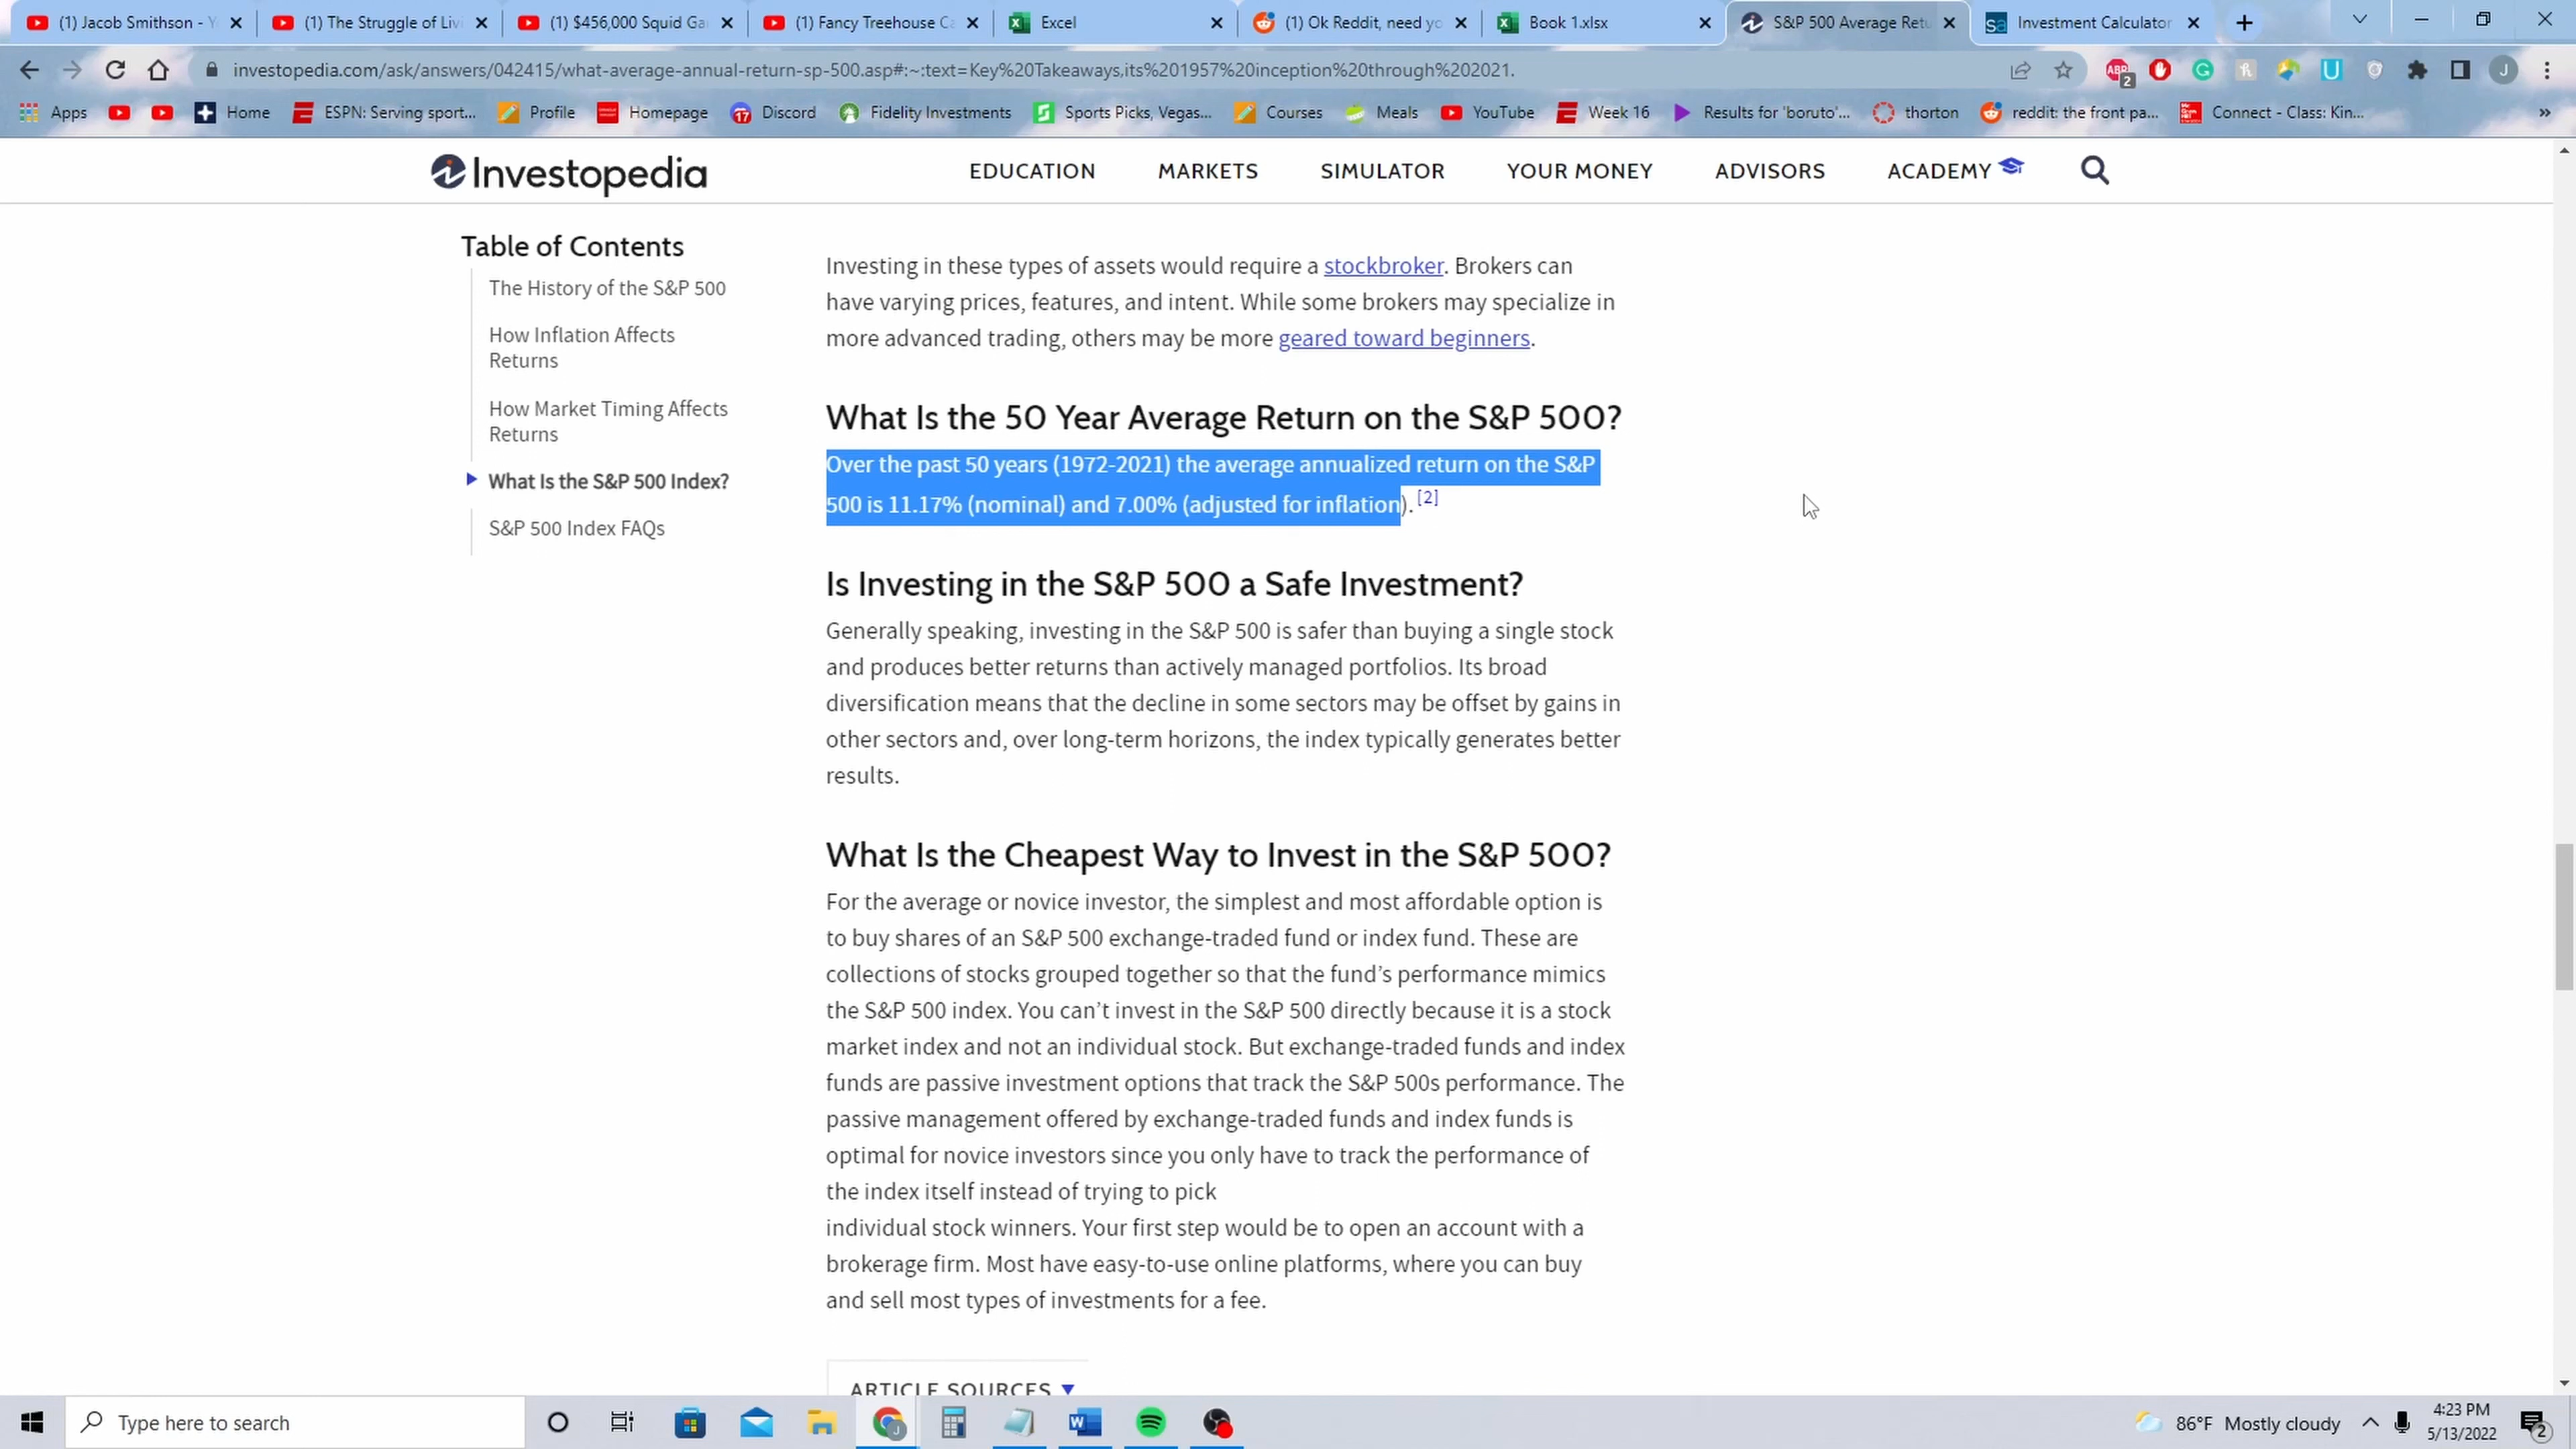 (1) Jacob Smithson - Y
(1) The Struggle of Livi
(1) $456,000 Squid Ga
(1) Fancy Treehouse Ca
Excel
(1) Ok Reddit, need yo
Book 1.xlsx
S&P 500 Average Retu
Investment Calculator
investopedia.com/ask/answers/042415/what-average-annual-return-sp-500.asp#:~:text=Key%20Takeaways,its%201957%20inception%20through%202021.
ABP
2
G
U
J
Apps
Home
ESPN: Serving sport...
Profile
Homepage
17
Discord
Fidelity Investments
Sports Picks, Vegas...
Courses
Meals
YouTube
Week 16
Results for 'boruto'...
thorton
reddit: the front pa...
Connect - Class: Kin...
»
Investopedia
EDUCATION
MARKETS
SIMULATOR
YOUR MONEY
ADVISORS
ACADEMY
Table of Contents
The History of the S&P 500
How Inflation Affects
Returns
How Market Timing Affects
Returns
What Is the S&P 500 Index?
S&P 500 Index FAQs
Investing in these types of assets would require a stockbroker. Brokers can
have varying prices, features, and intent. While some brokers may specialize in
more advanced trading, others may be more geared toward beginners.
What Is the 50 Year Average Return on the S&P 500?
Over the past 50 years (1972-2021) the average annualized return on the S&P
500 is 11.17% (nominal) and 7.00% (adjusted for inflation). [2]
Is Investing in the S&P 500 a Safe Investment?
Generally speaking, investing in the S&P 500 is safer than buying a single stock
and produces better returns than actively managed portfolios. Its broad
diversification means that the decline in some sectors may be offset by gains in
other sectors and, over long-term horizons, the index typically generates better
results.
What Is the Cheapest Way to Invest in the S&P 500?
For the average or novice investor, the simplest and most affordable option is
to buy shares of an S&P 500 exchange-traded fund or index fund. These are
collections of stocks grouped together so that the fund's performance mimics
the S&P 500 index. You can't invest in the S&P 500 directly because it is a stock
market index and not an individual stock. But exchange-traded funds and index
funds are passive investment options that track the S&P 500s performance. The
passive management offered by exchange-traded funds and index funds is
optimal for novice investors since you only have to track the performance of
the index itself instead of trying to pick
individual stock winners. Your first step would be to open an account with a
brokerage firm. Most have easy-to-use online platforms, where you can buy
and sell most types of investments for a fee.
ARTICLE SOURCES
Type here to search
86°F Mostly cloudy
4:23 PM
5/13/2022
2